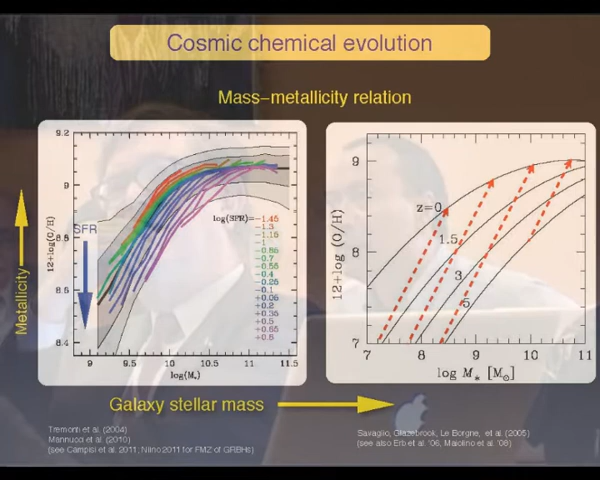 Cosmic chemical evolution
Mass–metallicity relation
9.2
9
8.8
8.6
8.4
12+log(O/H)
SFR
Metallicity
log(SFR)=-1.45
-1.3
-1.15
-1
-0.85
-0.7
-0.55
-0.4
-0.25
-0.1
+0.05
+0.2
+0.35
+0.5
+0.65
+0.8
9 9.5 10 10.5 11 11.5
log(M*)
9
8
7
12+log (O/H)
z=0
1.5
3
5
7 8 9 10 11
log M* [M⊙]
Galaxy stellar mass
Tremonti et al. (2004)
Mannucci et al. (2010)
(see Campisi et al. 2011; Niino 2011 for FMZ of GRBHs)
Savaglio, Glazebrook, Le Borgne, et al. (2005)
(see also Erb et al. '06, Maiolino et al. '08)